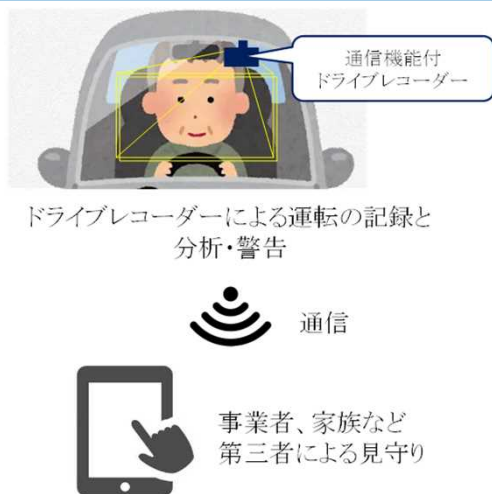 通信機能付
ドライブレコーダー
ドライブレコーダーによる運転の記録と
分析・警告
通信
事業者、家族など
第三者による見守り